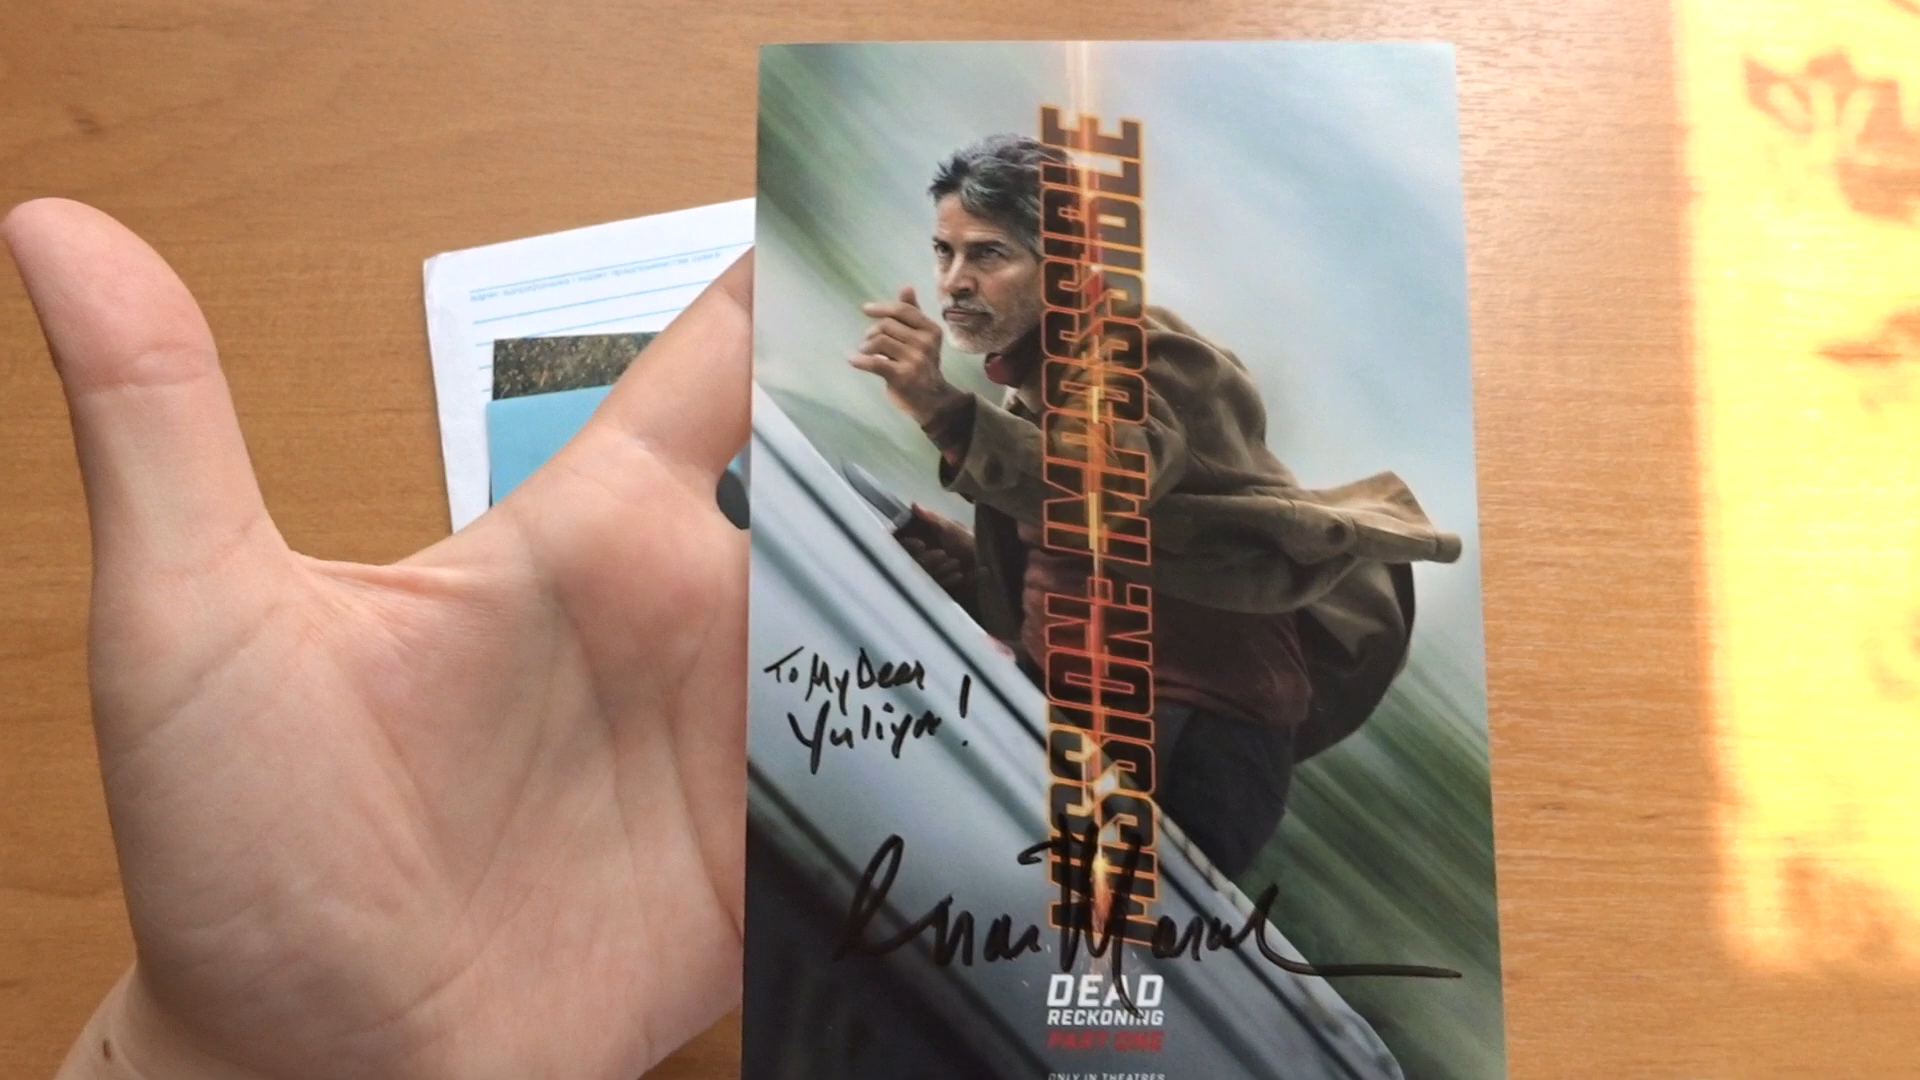 MISSION: IMPOSSIBLE
To My Dear
Yuliya!
DEAD
RECKONING
PART ONE
ONLY IN THEATRES